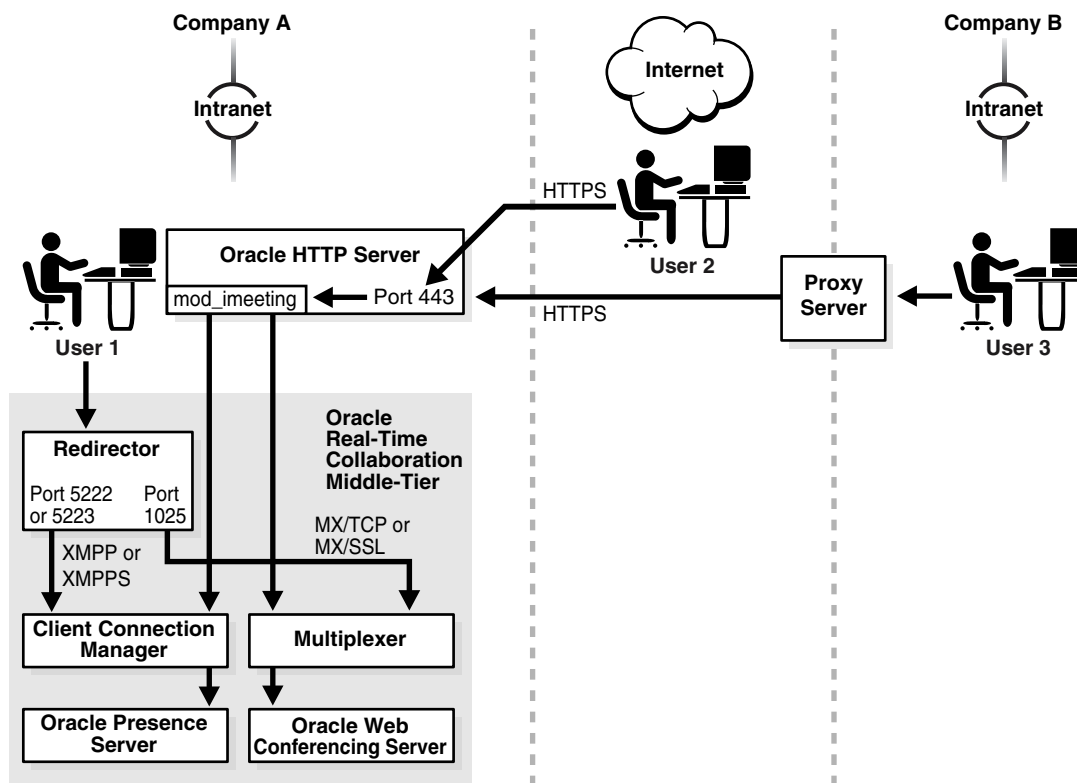 Company A
Company B
Internet
Intranet
Intranet
HTTPS
Oracle HTTP Server
User 2
mod_imeeting
Port 443
Proxy
Server
HTTPS
User 1
User 3
Oracle
Real-Time
Collaboration
Middle-Tier
Redirector
Port 5222
or 5223
Port
1025
MX/TCP or
MX/SSL
XMPP or
XMPPS
Client Connection
Manager
Multiplexer
Oracle Presence
Server
Oracle Web
Conferencing Server